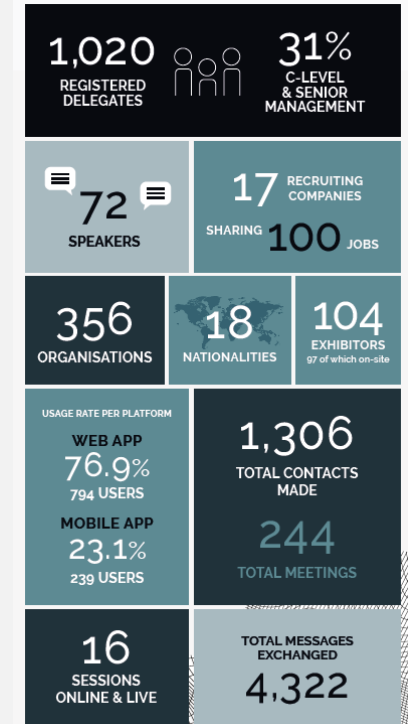 1,020
REGISTERED
DELEGATES
31%
C-LEVEL
& SENIOR
MANAGEMENT
72
SPEAKERS
17 RECRUITING
COMPANIES
SHARING 100 JOBS
356
ORGANISATIONS
18
NATIONALITIES
104
EXHIBITORS
97 of which on-site
USAGE RATE PER PLATFORM
WEB APP
76.9%
794 USERS
MOBILE APP
23.1%
239 USERS
1,306
TOTAL CONTACTS
MADE
244
TOTAL MEETINGS
16
SESSIONS
ONLINE & LIVE
TOTAL MESSAGES
EXCHANGED
4,322